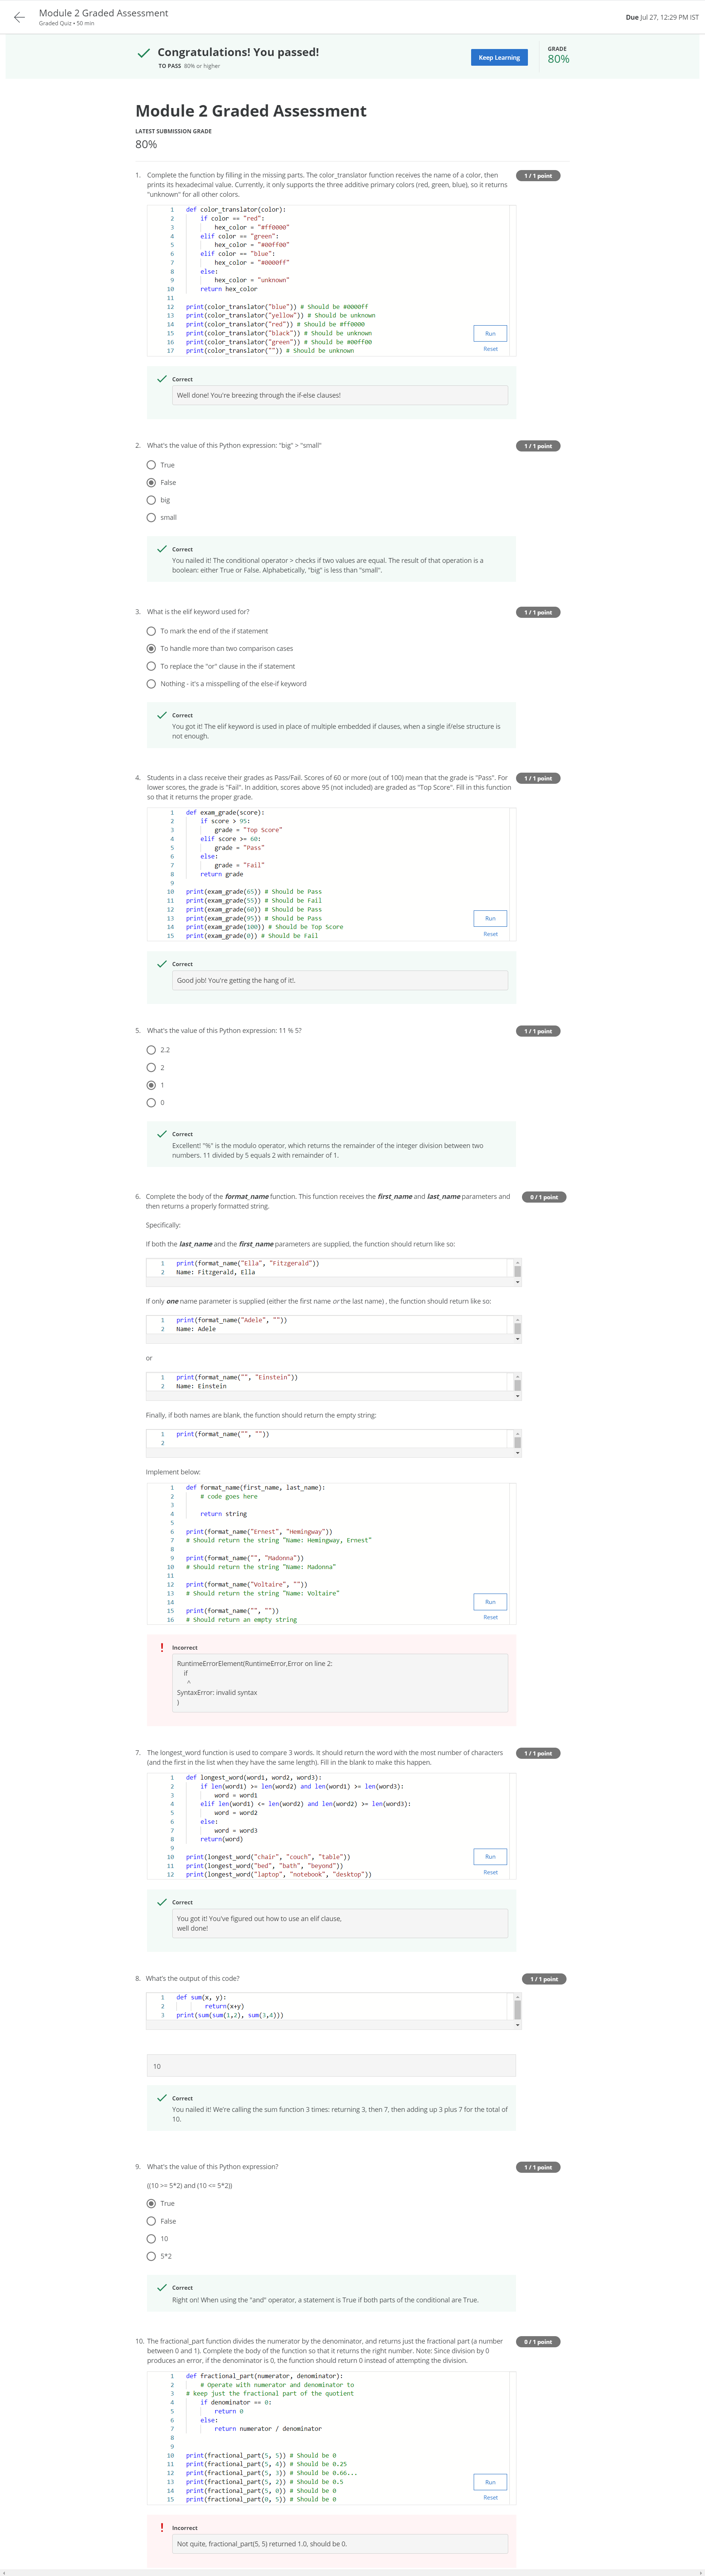 Module 2 Graded Assessment
Graded Quiz • 50 min
Due Jul 27, 12:29 PM IST
Congratulations! You passed!
TO PASS 80% or higher
Keep Learning
GRADE
80%
Module 2 Graded Assessment
LATEST SUBMISSION GRADE
80%
1. Complete the function by filling in the missing parts. The color_translator function receives the name of a color, then
prints its hexadecimal value. Currently, it only supports the three additive primary colors (red, green, blue), so it returns
"unknown" for all other colors.
1 / 1 point
1 def color_translator(color):
2 if color == "red":
3 hex_color = "#ff0000"
4 elif color == "green":
5 hex_color = "#00ff00"
6 elif color == "blue":
7 hex_color = "#0000ff"
8 else:
9 hex_color = "unknown"
10 return hex_color
11
12 print(color_translator("blue")) # Should be #0000ff
13 print(color_translator("yellow")) # Should be unknown
14 print(color_translator("red")) # Should be #ff0000
15 print(color_translator("black")) # Should be unknown
16 print(color_translator("green")) # Should be #00ff00
17 print(color_translator("")) # Should be unknown
Run
Reset
Correct
Well done! You're breezing through the if-else clauses!
2. What's the value of this Python expression: "big" > "small"
1 / 1 point
True
False
big
small
Correct
You nailed it! The conditional operator > checks if two values are equal. The result of that operation is a
boolean: either True or False. Alphabetically, "big" is less than "small".
3. What is the elif keyword used for?
1 / 1 point
To mark the end of the if statement
To handle more than two comparison cases
To replace the "or" clause in the if statement
Nothing - it's a misspelling of the else-if keyword
Correct
You got it! The elif keyword is used in place of multiple embedded if clauses, when a single if/else structure is
not enough.
4. Students in a class receive their grades as Pass/Fail. Scores of 60 or more (out of 100) mean that the grade is "Pass". For
lower scores, the grade is "Fail". In addition, scores above 95 (not included) are graded as "Top Score". Fill in this function
so that it returns the proper grade.
1 / 1 point
1 def exam_grade(score):
2 if score > 95:
3 grade = "Top Score"
4 elif score >= 60:
5 grade = "Pass"
6 else:
7 grade = "Fail"
8 return grade
9
10 print(exam_grade(65)) # Should be Pass
11 print(exam_grade(55)) # Should be Fail
12 print(exam_grade(60)) # Should be Pass
13 print(exam_grade(95)) # Should be Pass
14 print(exam_grade(100)) # Should be Top Score
15 print(exam_grade(0)) # Should be Fail
Run
Reset
Correct
Good job! You're getting the hang of it!.
5. What's the value of this Python expression: 11 % 5?
1 / 1 point
2.2
2
1
0
Correct
Excellent! "%" is the modulo operator, which returns the remainder of the integer division between two
numbers. 11 divided by 5 equals 2 with remainder of 1.
6. Complete the body of the format_name function. This function receives the first_name and last_name parameters and
then returns a properly formatted string.
0 / 1 point
Specifically:
If both the last_name and the first_name parameters are supplied, the function should return like so:
1 print(format_name("Ella", "Fitzgerald"))
2 Name: Fitzgerald, Ella
If only one name parameter is supplied (either the first name or the last name) , the function should return like so:
1 print(format_name("Adele", ""))
2 Name: Adele
or
1 print(format_name("", "Einstein"))
2 Name: Einstein
Finally, if both names are blank, the function should return the empty string:
1 print(format_name("", ""))
2
Implement below:
1 def format_name(first_name, last_name):
2 # code goes here
3
4 return string
5
6 print(format_name("Ernest", "Hemingway"))
7 # Should return the string "Name: Hemingway, Ernest"
8
9 print(format_name("", "Madonna"))
10 # Should return the string "Name: Madonna"
11
12 print(format_name("Voltaire", ""))
13 # Should return the string "Name: Voltaire"
14
15 print(format_name("", ""))
16 # Should return an empty string
Run
Reset
Incorrect
RuntimeErrorElement(RuntimeError,Error on line 2:
if
^
SyntaxError: invalid syntax
)
7. The longest_word function is used to compare 3 words. It should return the word with the most number of characters
(and the first in the list when they have the same length). Fill in the blank to make this happen.
1 / 1 point
1 def longest_word(word1, word2, word3):
2 if len(word1) >= len(word2) and len(word1) >= len(word3):
3 word = word1
4 elif len(word1) <= len(word2) and len(word2) >= len(word3):
5 word = word2
6 else:
7 word = word3
8 return(word)
9
10 print(longest_word("chair", "couch", "table"))
11 print(longest_word("bed", "bath", "beyond"))
12 print(longest_word("laptop", "notebook", "desktop"))
Run
Reset
Correct
You got it! You've figured out how to use an elif clause,
well done!
8. What's the output of this code?
1 / 1 point
1 def sum(x, y):
2 return(x+y)
3 print(sum(sum(1,2), sum(3,4)))
10
Correct
You nailed it! We're calling the sum function 3 times: returning 3, then 7, then adding up 3 plus 7 for the total of
10.
9. What's the value of this Python expression?
1 / 1 point
((10 >= 5*2) and (10 <= 5*2))
True
False
10
5*2
Correct
Right on! When using the "and" operator, a statement is True if both parts of the conditional are True.
10. The fractional_part function divides the numerator by the denominator, and returns just the fractional part (a number
between 0 and 1). Complete the body of the function so that it returns the right number. Note: Since division by 0
produces an error, if the denominator is 0, the function should return 0 instead of attempting the division.
0 / 1 point
1 def fractional_part(numerator, denominator):
2 # Operate with numerator and denominator to
3 # keep just the fractional part of the quotient
4 if denominator == 0:
5 return 0
6 else:
7 return numerator / denominator
8
9
10 print(fractional_part(5, 5)) # Should be 0
11 print(fractional_part(5, 4)) # Should be 0.25
12 print(fractional_part(5, 3)) # Should be 0.66...
13 print(fractional_part(5, 2)) # Should be 0.5
14 print(fractional_part(5, 0)) # Should be 0
15 print(fractional_part(0, 5)) # Should be 0
Run
Reset
Incorrect
Not quite, fractional_part(5, 5) returned 1.0, should be 0.